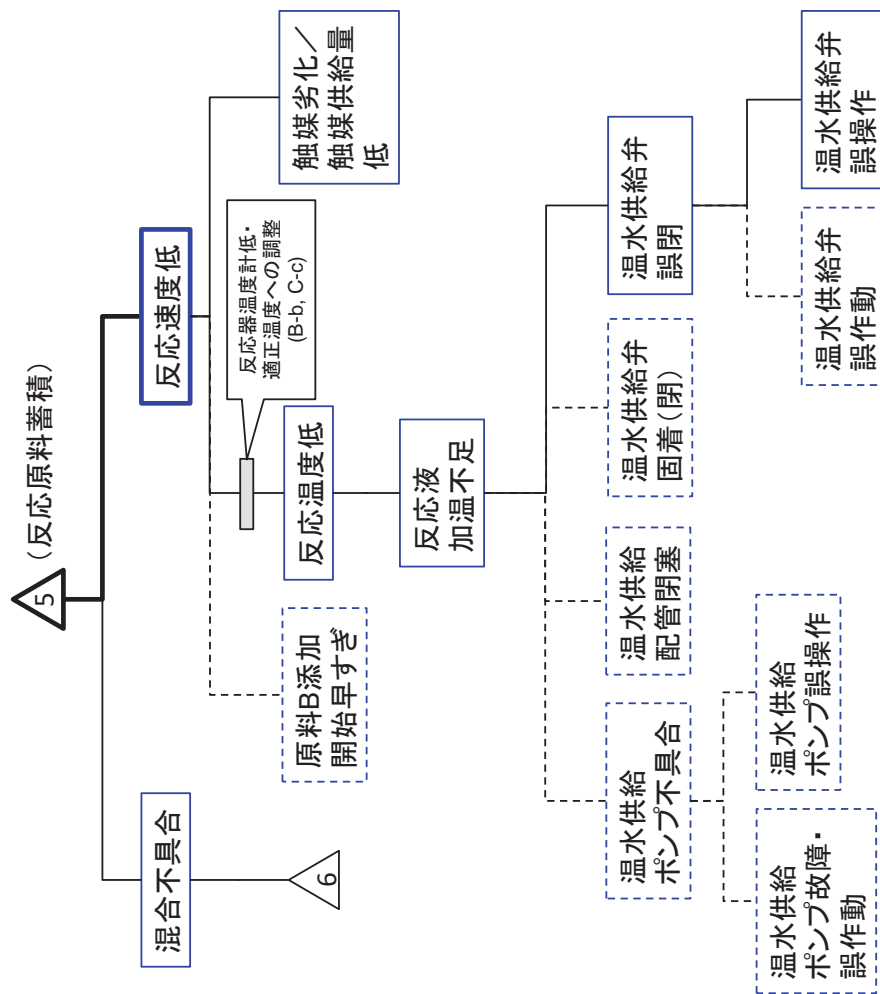 (反応原料蓄積)
5
混合不具合
6
反応速度低
原料B添加
開始早すぎ
反応器温度計低・
適正温度への調整
(B-b, C-c)
触媒劣化／
触媒供給量
低
反応温度低
反応液
加温不足
温水供給
ポンプ不具合
温水供給
配管閉塞
温水供給弁
固着(閉)
温水供給弁
誤閉
温水供給
ポンプ故障・
誤作動
温水供給
ポンプ誤操作
温水供給弁
誤作動
温水供給弁
誤操作